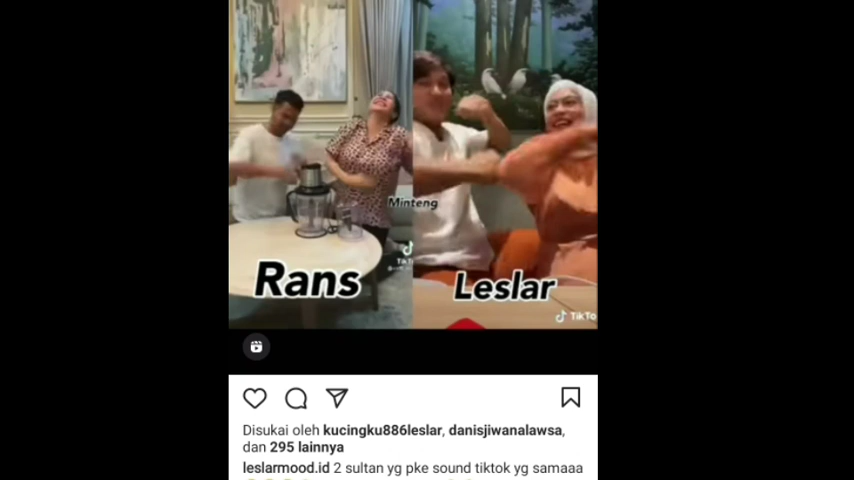 Minteng
Rans
Leslar
TikTo
Disukai oleh kucingku886leslar, danisjiwanalawsa,
dan 295 lainnya
leslarmood.id 2 sultan yg pke sound tiktok yg samaaa